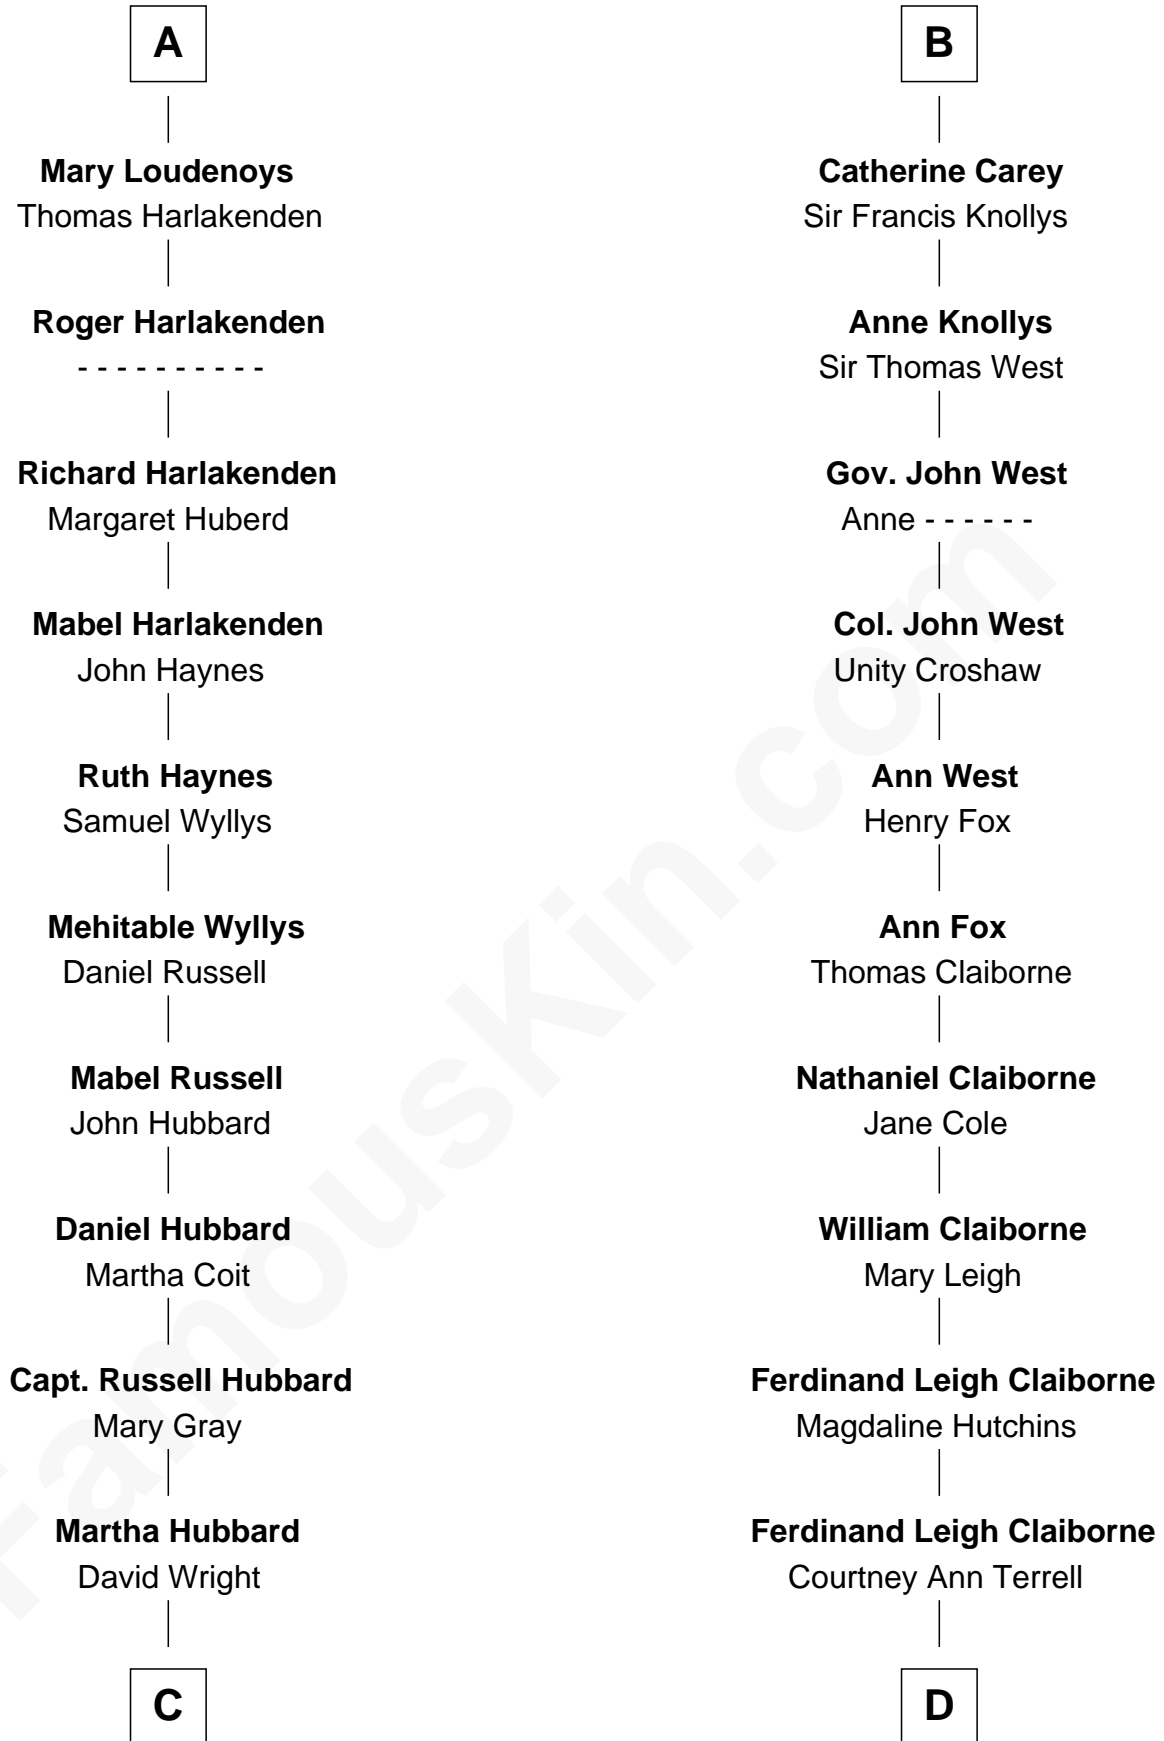 A
Mary Loudenoys
Thomas Harlakenden
Roger Harlakenden
- - - - - - - - - -
Richard Harlakenden
Margaret Huberd
Mabel Harlakenden
John Haynes
Ruth Haynes
Samuel Wyllys
Mehitable Wyllys
Daniel Russell
Mabel Russell
John Hubbard
Daniel Hubbard
Martha Coit
Capt. Russell Hubbard
Mary Gray
Martha Hubbard
David Wright
C
B
Catherine Carey
Sir Francis Knollys
Anne Knollys
Sir Thomas West
Gov. John West
Anne - - - - - -
Col. John West
Unity Croshaw
Ann West
Henry Fox
Ann Fox
Thomas Claiborne
Nathaniel Claiborne
Jane Cole
William Claiborne
Mary Leigh
Ferdinand Leigh Claiborne
Magdaline Hutchins
Ferdinand Leigh Claiborne
Courtney Ann Terrell
D
FamousKin.com